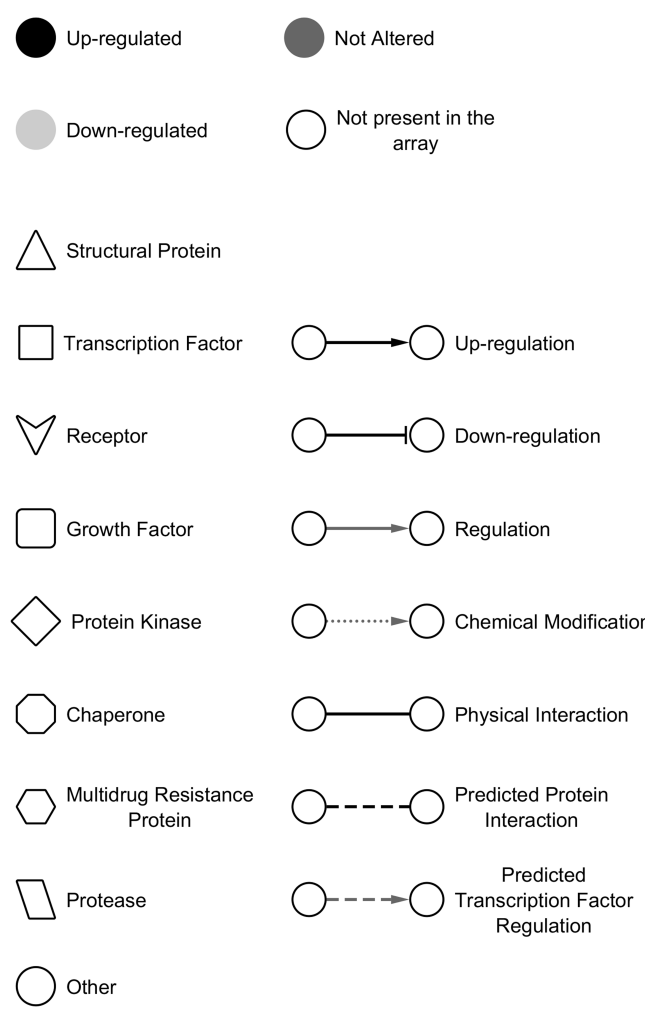 Up-regulated
Not Altered
Down-regulated
Not present in the
array
Structural Protein
Transcription Factor
Up-regulation
Receptor
Down-regulation
Growth Factor
Regulation
Protein Kinase
Chemical Modification
Chaperone
Physical Interaction
Multidrug Resistance
Protein
Predicted Protein
Interaction
Protease
Predicted
Transcription Factor
Regulation
Other